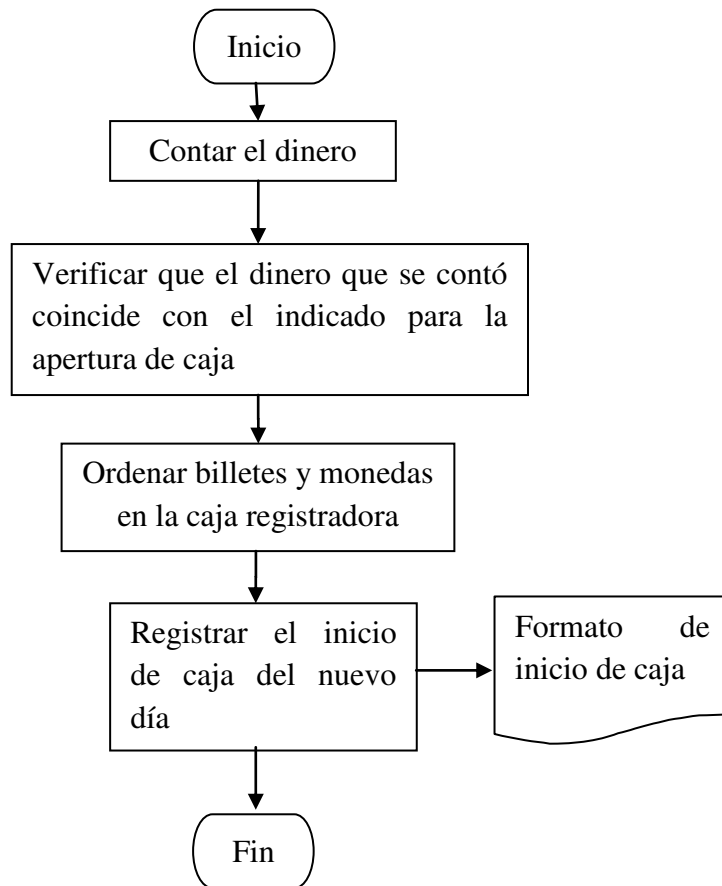 Inicio
Contar el dinero
Verificar que el dinero que se contó
coincide con el indicado para la
apertura de caja
Ordenar billetes y monedas
en la caja registradora
Registrar el inicio
de caja del nuevo
día
Formato de
inicio de caja
Fin